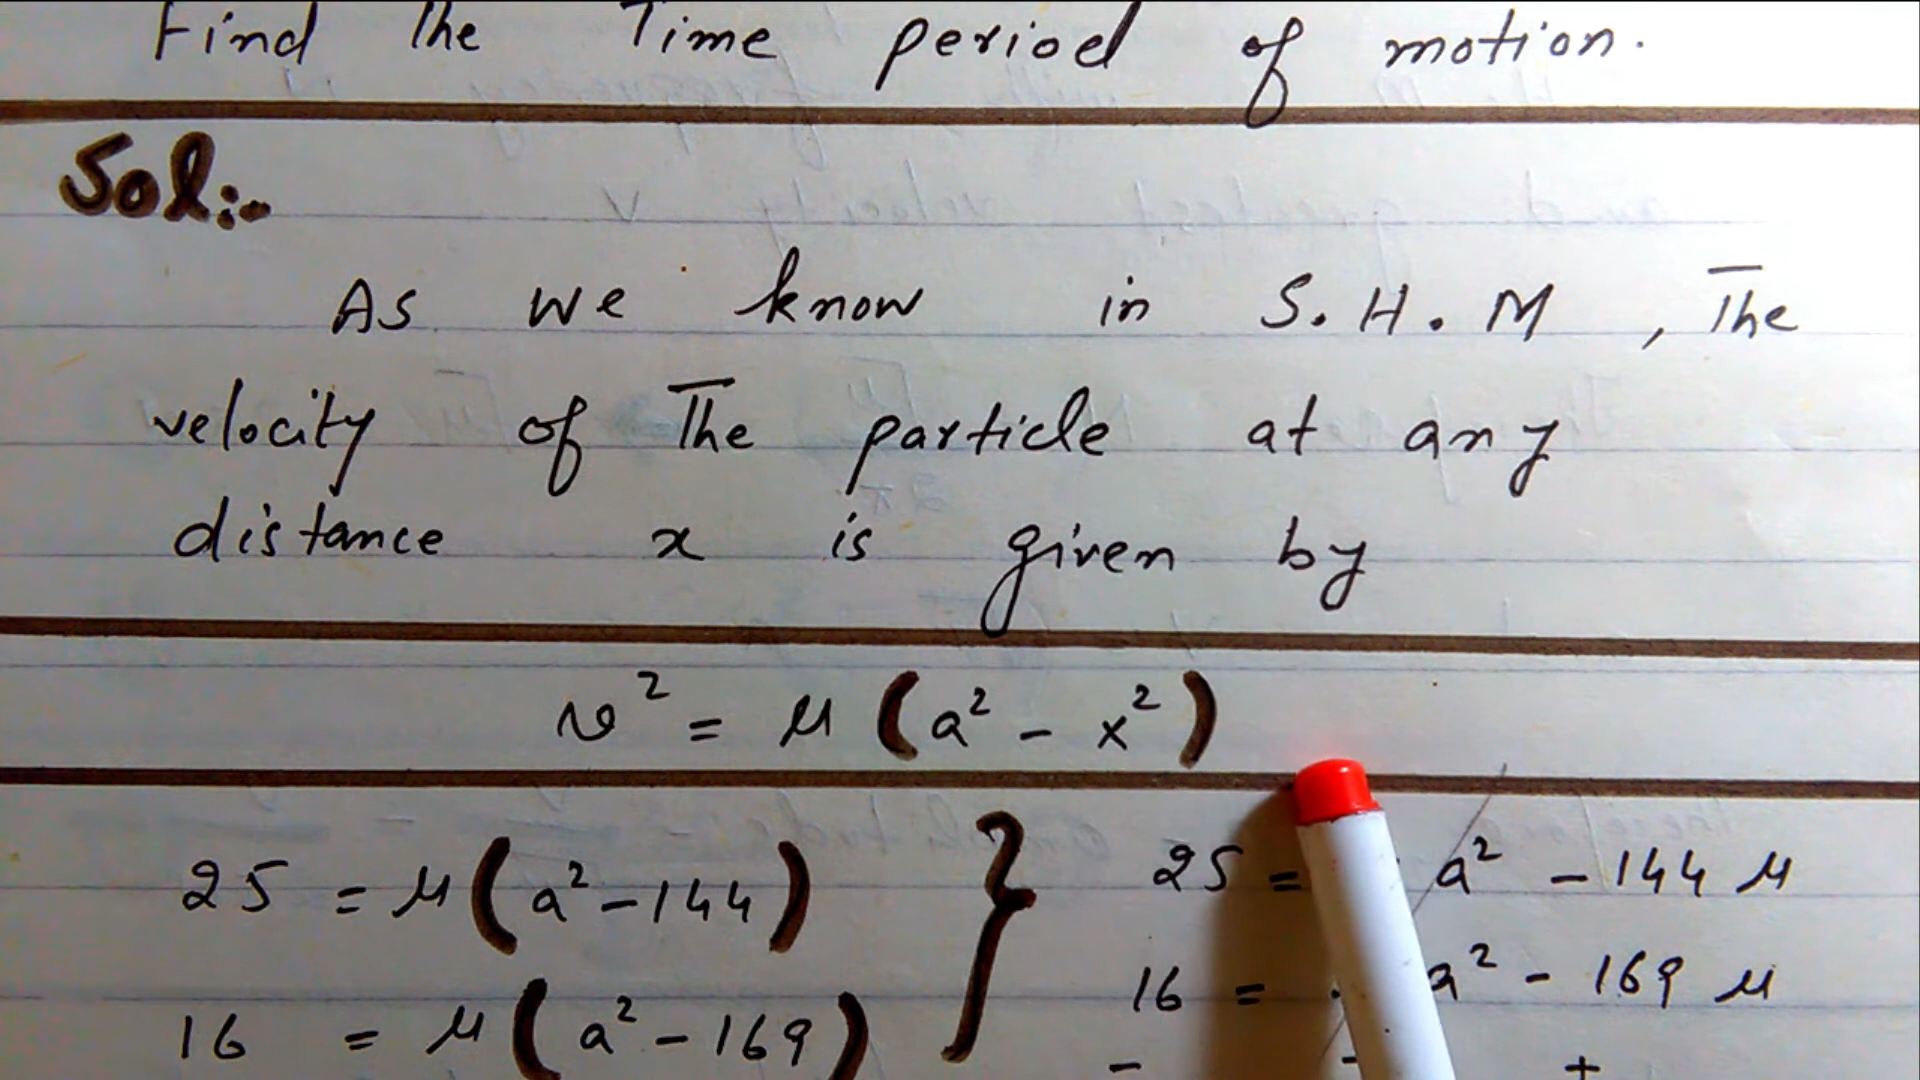 Find the Time period of motion.
Sol:-
As we know in S.H.M, The
velocity of The particle at any
distance x is given by
v² = μ (a² - x²)
25 = μ (a² - 144) } 25 = a² - 144 μ
16 = μ (a² - 169) 16 = a² - 169 μ
- - +